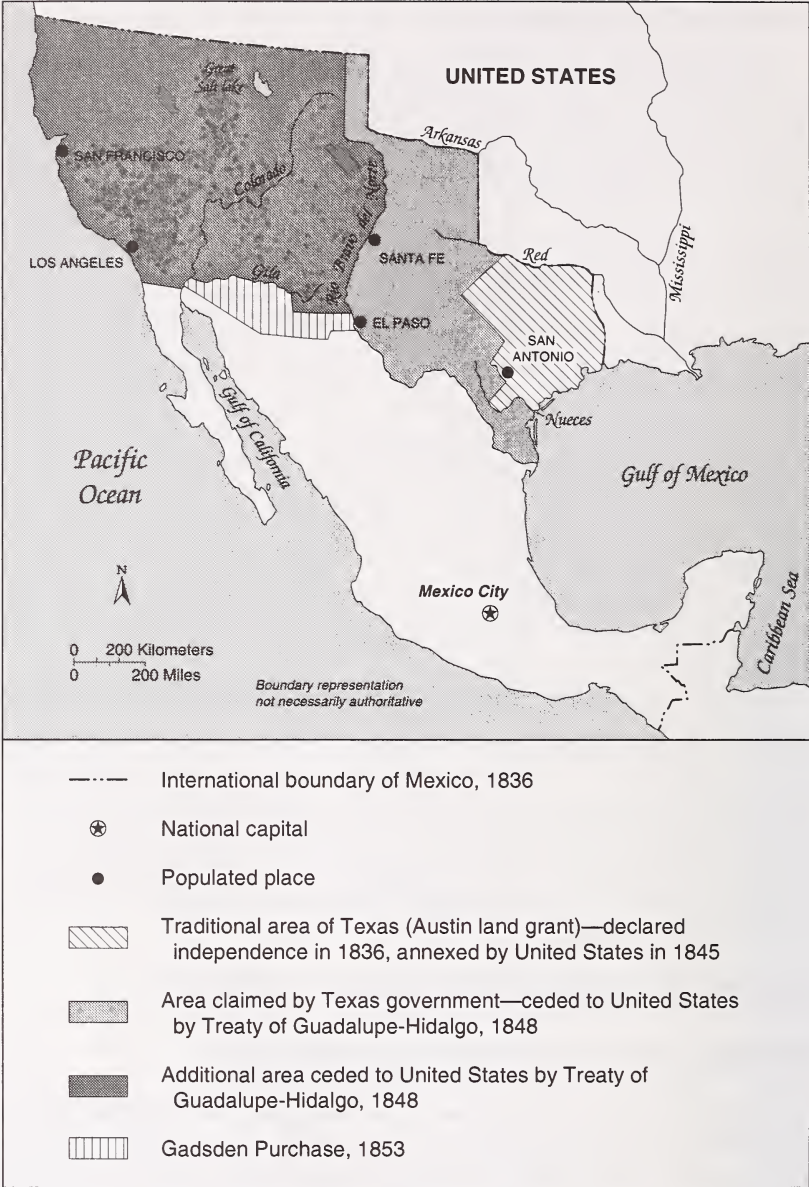 UNITED STATES
Great
Salt lake
Arkansas
SAN FRANCISCO
Colorado
Rio Bravo del Norte
Mississippi
LOS ANGELES
SANTA FE
Red
Gila
EL PASO
SAN
ANTONIO
Nueces
Gulf of California
Pacific
Ocean
Gulf of Mexico
N
Mexico City
Caribbean Sea
0 200 Kilometers
0 200 Miles
Boundary representation
not necessarily authoritative
International boundary of Mexico, 1836
National capital
Populated place
Traditional area of Texas (Austin land grant)—declared
independence in 1836, annexed by United States in 1845
Area claimed by Texas government—ceded to United States
by Treaty of Guadalupe-Hidalgo, 1848
Additional area ceded to United States by Treaty of
Guadalupe-Hidalgo, 1848
Gadsden Purchase, 1853